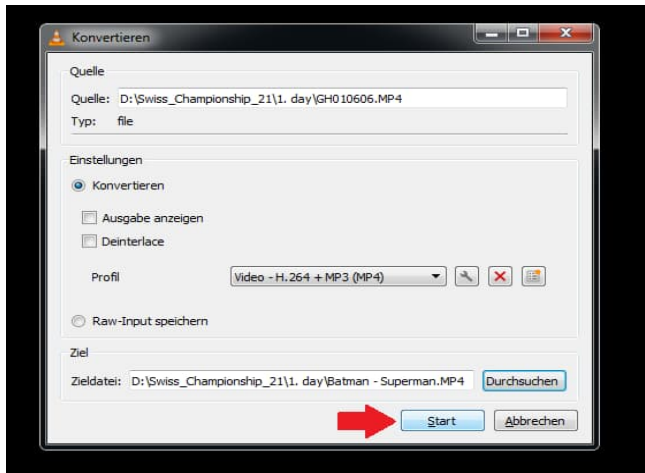 Konvertieren
Quelle
Quelle: D:\Swiss_Championship_21\1. day\GH010606.MP4
Typ: file
Einstellungen
Konvertieren
Ausgabe anzeigen
Deinterlace
Profil Video - H.264 + MP3 (MP4)
Raw-Input speichern
Ziel
Zieldatei: D:\Swiss_Championship_21\1. day\Batman - Superman.MP4 Durchsuchen
Start Abbrechen